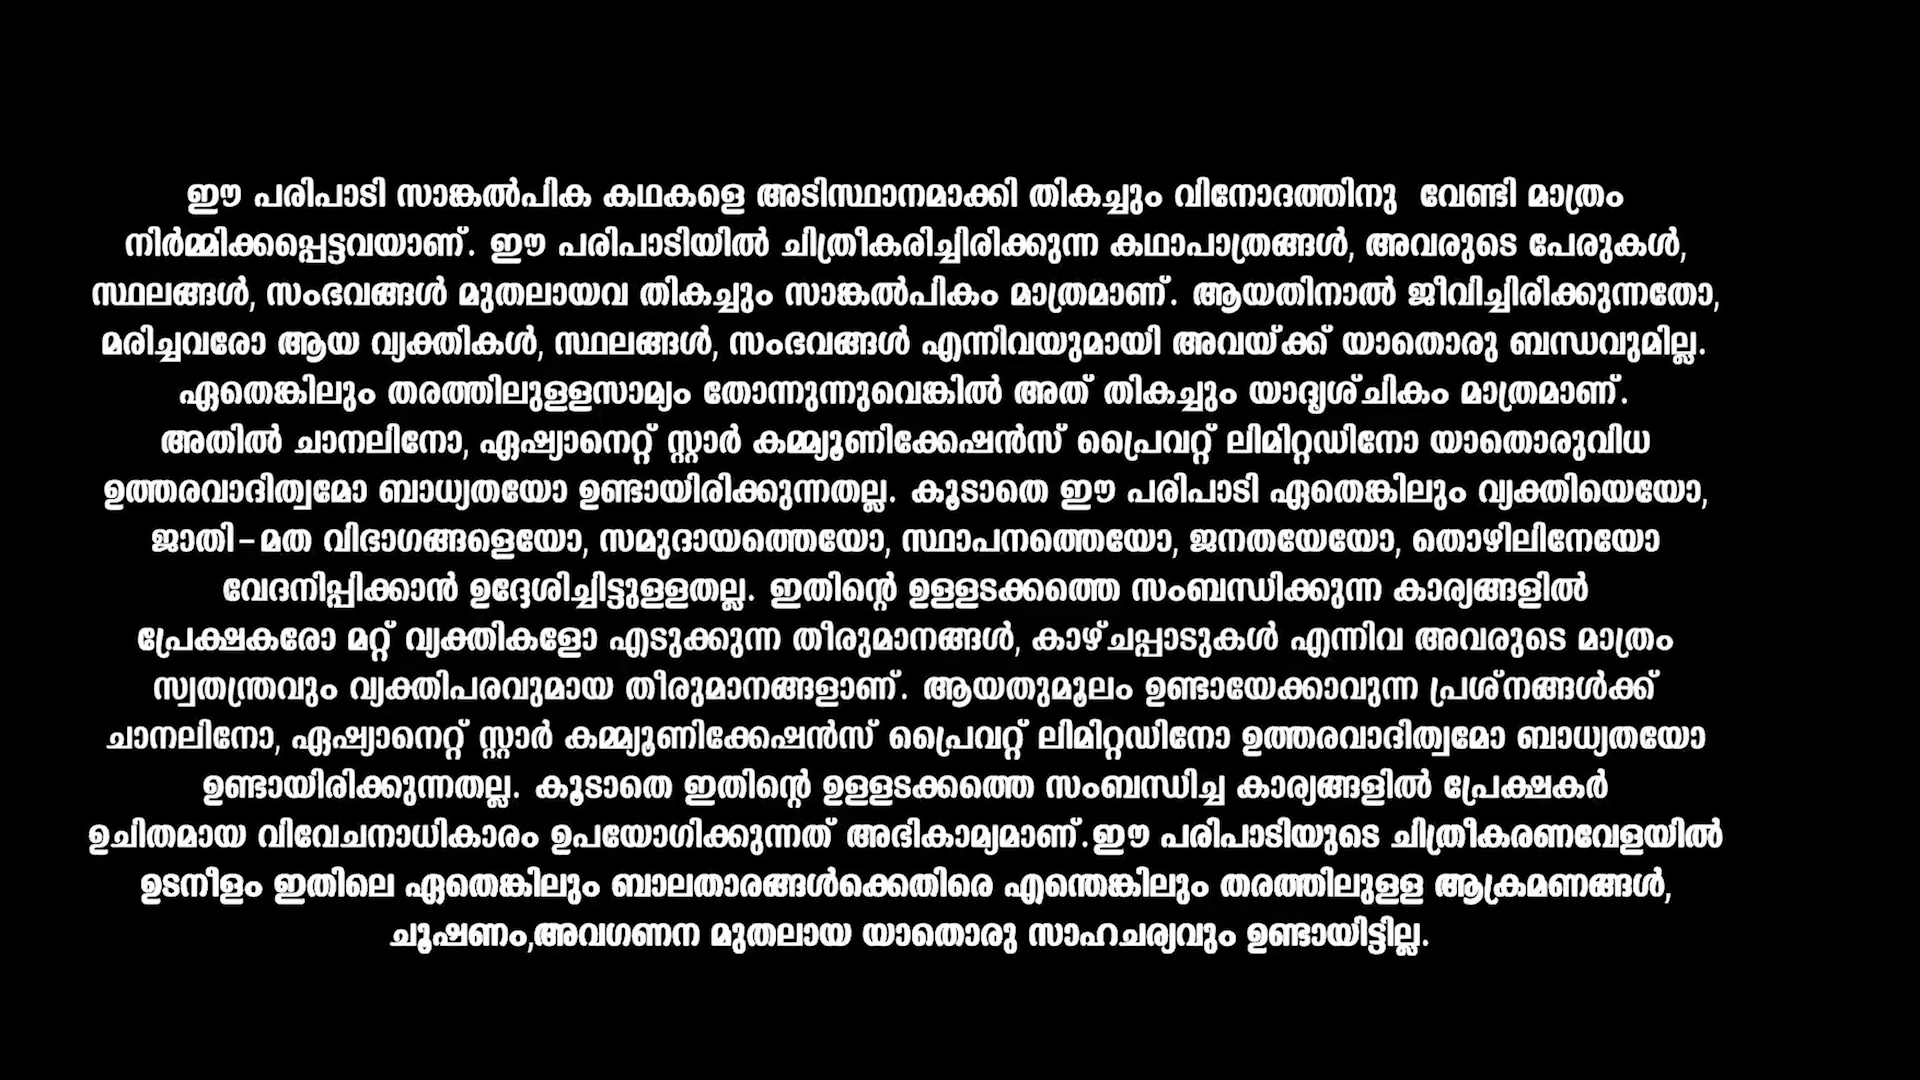 ഈ പരിപാടി സാങ്കൽപിക കഥകളെ അടിസ്ഥാനമാക്കി തികച്ചും വിനോദത്തിനു വേണ്ടി മാത്രം
നിർമ്മിക്കപ്പെട്ടവയാണ്. ഈ പരിപാടിയിൽ ചിത്രീകരിച്ചിരിക്കുന്ന കഥാപാത്രങ്ങൾ, അവരുടെ പേരുകൾ,
സ്ഥലങ്ങൾ, സംഭവങ്ങൾ മുതലായവ തികച്ചും സാങ്കൽപികം മാത്രമാണ്. ആയതിനാൽ ജീവിച്ചിരിക്കുന്നതോ,
മരിച്ചവരോ ആയ വ്യക്തികൾ, സ്ഥലങ്ങൾ, സംഭവങ്ങൾ എന്നിവയുമായി അവയ്ക്ക് യാതൊരു ബന്ധവുമില്ല.
ഏതെങ്കിലും തരത്തിലുള്ളസാമ്യം തോന്നുന്നുവെങ്കിൽ അത് തികച്ചും യാദൃശ്ചികം മാത്രമാണ്.
അതിൽ ചാനലിനോ, ഏഷ്യാനെറ്റ് സ്റ്റാർ കമ്മ്യൂണിക്കേഷൻസ് പ്രൈവറ്റ് ലിമിറ്റഡിനോ യാതൊരുവിധ
ഉത്തരവാദിത്വമോ ബാധ്യതയോ ഉണ്ടായിരിക്കുന്നതല്ല. കൂടാതെ ഈ പരിപാടി ഏതെങ്കിലും വ്യക്തിയെയോ,
ജാതി-മത വിഭാഗങ്ങളെയോ, സമുദായത്തെയോ, സ്ഥാപനത്തെയോ, ജനതയേയോ, തൊഴിലിനേയോ
വേദനിപ്പിക്കാൻ ഉദ്ദേശിച്ചിട്ടുള്ളതല്ല. ഇതിന്റെ ഉള്ളടക്കത്തെ സംബന്ധിക്കുന്ന കാര്യങ്ങളിൽ
പ്രേക്ഷകരോ മറ്റ് വ്യക്തികളോ എടുക്കുന്ന തീരുമാനങ്ങൾ, കാഴ്ചപ്പാടുകൾ എന്നിവ അവരുടെ മാത്രം
സ്വതന്ത്രവും വ്യക്തിപരവുമായ തീരുമാനങ്ങളാണ്. ആയതുമൂലം ഉണ്ടായേക്കാവുന്ന പ്രശ്നങ്ങൾക്ക്
ചാനലിനോ, ഏഷ്യാനെറ്റ് സ്റ്റാർ കമ്മ്യൂണിക്കേഷൻസ് പ്രൈവറ്റ് ലിമിറ്റഡിനോ ഉത്തരവാദിത്വമോ ബാധ്യതയോ
ഉണ്ടായിരിക്കുന്നതല്ല. കൂടാതെ ഇതിന്റെ ഉള്ളടക്കത്തെ സംബന്ധിച്ച കാര്യങ്ങളിൽ പ്രേക്ഷകർ
ഉചിതമായ വിവേചനാധികാരം ഉപയോഗിക്കുന്നത് അഭികാമ്യമാണ്.ഈ പരിപാടിയുടെ ചിത്രീകരണവേളയിൽ
ഉടനീളം ഇതിലെ ഏതെങ്കിലും ബാലതാരങ്ങൾക്കെതിരെ എന്തെങ്കിലും തരത്തിലുള്ള ആക്രമണങ്ങൾ,
ചൂഷണം,അവഗണന മുതലായ യാതൊരു സാഹചര്യവും ഉണ്ടായിട്ടില്ല.